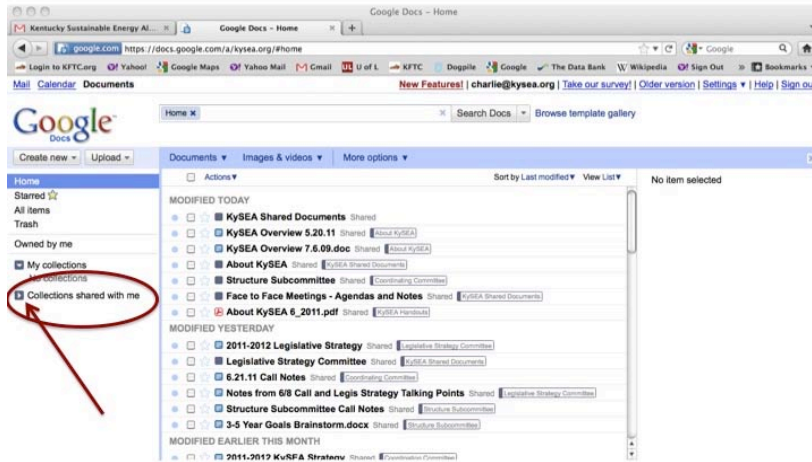 Google Docs – Home
Kentucky Sustainable Energy Al... × Google Docs – Home × +
google.com https://docs.google.com/a/kysea.org/#home Google
Login to KFTC.org Yahoo! Google Maps Yahoo Mail Gmail U of L KFTC Dogpile Google The Data Bank Wikipedia Sign Out » Bookmarks
Mail Calendar Documents New Features! | charlie@kysea.org | Take our survey! | Older version | Settings ▼ | Help | Sign ou
Google Docs
Home × × Search Docs Browse template gallery
Create new Upload Documents ▼ Images & videos ▼ More options ▼
Home
Starred
All items
Trash
Owned by me
My collections
No collections
Collections shared with me
Actions▼ Sort by Last modified▼ View List▼
MODIFIED TODAY
KySEA Shared Documents Shared
KySEA Overview 5.20.11 Shared About KySEA
KySEA Overview 7.6.09.doc Shared About KySEA
About KySEA Shared KySEA Shared Documents
Structure Subcommittee Shared Coordinating Committee
Face to Face Meetings - Agendas and Notes Shared KySEA Shared Documents
About KySEA 6_2011.pdf Shared KySEA Handouts
MODIFIED YESTERDAY
2011-2012 Legislative Strategy Shared Legislative Strategy Committee
Legislative Strategy Committee Shared KySEA Shared Documents
6.21.11 Call Notes Shared Coordinating Committee
Notes from 6/8 Call and Legis Strategy Talking Points Shared Legislative Strategy Committee
Structure Subcommittee Call Notes Shared Structure Subcommittee
3-5 Year Goals Brainstorm.docx Shared Structure Subcommittee
MODIFIED EARLIER THIS MONTH
2011-2012 KySEA Strategy Shared Coordinating Committee
No item selected